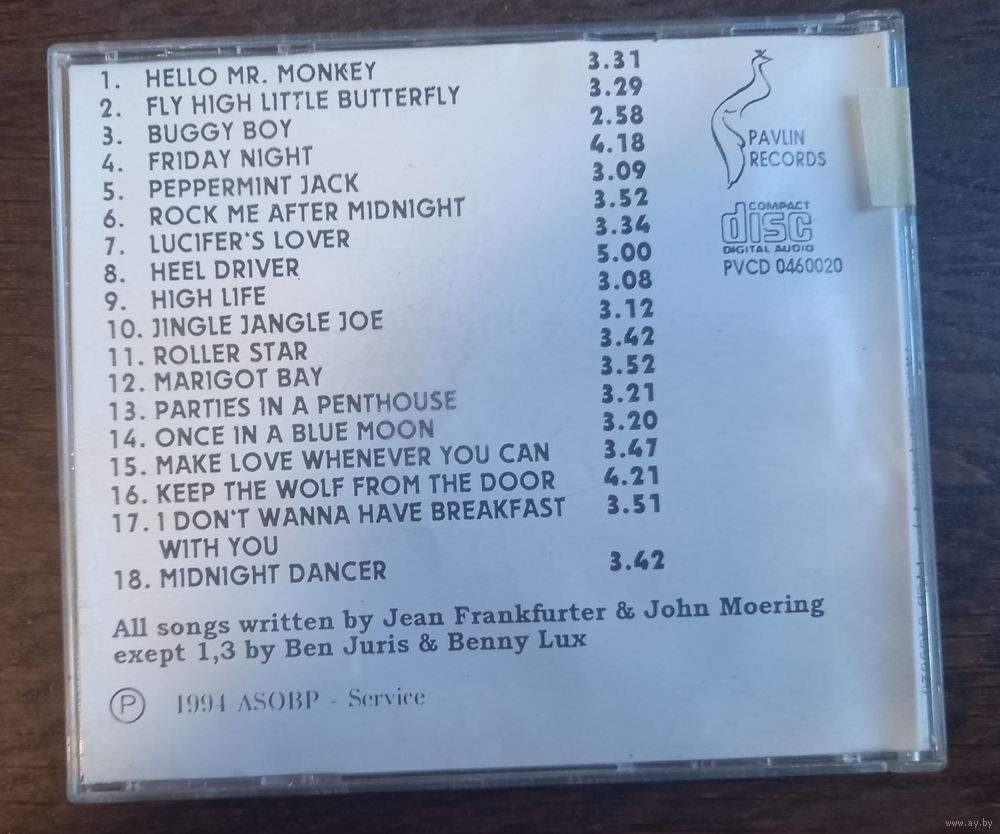 1. HELLO MR. MONKEY 3.31
2. FLY HIGH LITTLE BUTTERFLY 3.29
3. BUGGY BOY 2.58
4. FRIDAY NIGHT 4.18
5. PEPPERMINT JACK 3.09
6. ROCK ME AFTER MIDNIGHT 3.52
7. LUCIFER'S LOVER 3.34
8. HEEL DRIVER 5.00
9. HIGH LIFE 3.08
10. JINGLE JANGLE JOE 3.12
11. ROLLER STAR 3.42
12. MARIGOT BAY 3.52
13. PARTIES IN A PENTHOUSE 3.21
14. ONCE IN A BLUE MOON 3.20
15. MAKE LOVE WHENEVER YOU CAN 3.47
16. KEEP THE WOLF FROM THE DOOR 4.21
17. I DON'T WANNA HAVE BREAKFAST 3.51
WITH YOU
18. MIDNIGHT DANCER 3.42
All songs written by Jean Frankfurter & John Moering
exept 1,3 by Ben Juris & Benny Lux
Ⓟ 1994 ASOBP - Service
PAVLIN
RECORDS
COMPACT
disc
DIGITAL AUDIO
PVCD 0460020
www.ay.by